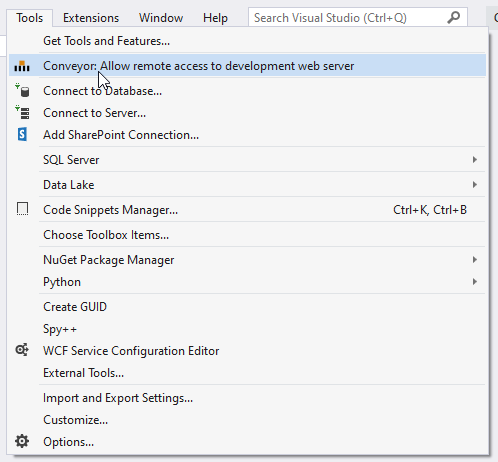 Tools Extensions Window Help Search Visual Studio (Ctrl+Q)
Get Tools and Features...
Conveyor: Allow remote access to development web server
Connect to Database...
Connect to Server...
Add SharePoint Connection...
SQL Server
Data Lake
Code Snippets Manager... Ctrl+K, Ctrl+B
Choose Toolbox Items...
NuGet Package Manager
Python
Create GUID
Spy++
WCF Service Configuration Editor
External Tools...
Import and Export Settings...
Customize...
Options...